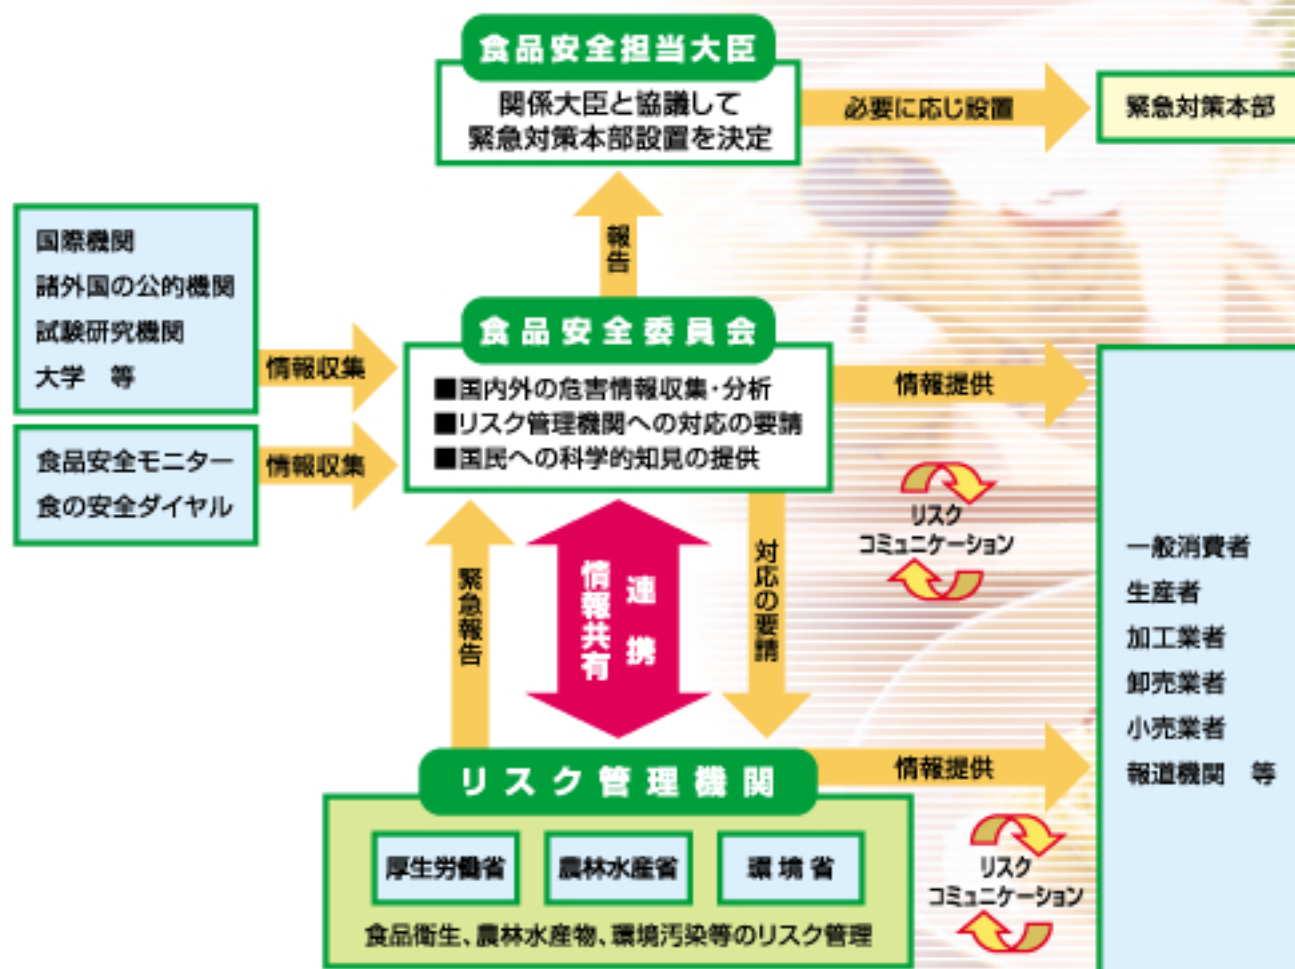 食品安全担当大臣
関係大臣と協議して
緊急対策本部設置を決定
必要に応じ設置
緊急対策本部
報告
国際機関
諸外国の公的機関
試験研究機関
大学　等
情報収集
食品安全モニター
食の安全ダイヤル
情報収集
食品安全委員会
■国内外の危害情報収集・分析
■リスク管理機関への対応の要請
■国民への科学的知見の提供
情報提供
リスク
コミュニケーション
緊急報告
連携
情報共有
対応の要請
一般消費者
生産者
加工業者
卸売業者
小売業者
報道機関　等
リスク管理機関
情報提供
厚生労働省
農林水産省
環境省
食品衛生、農林水産物、環境汚染等のリスク管理
リスク
コミュニケーション